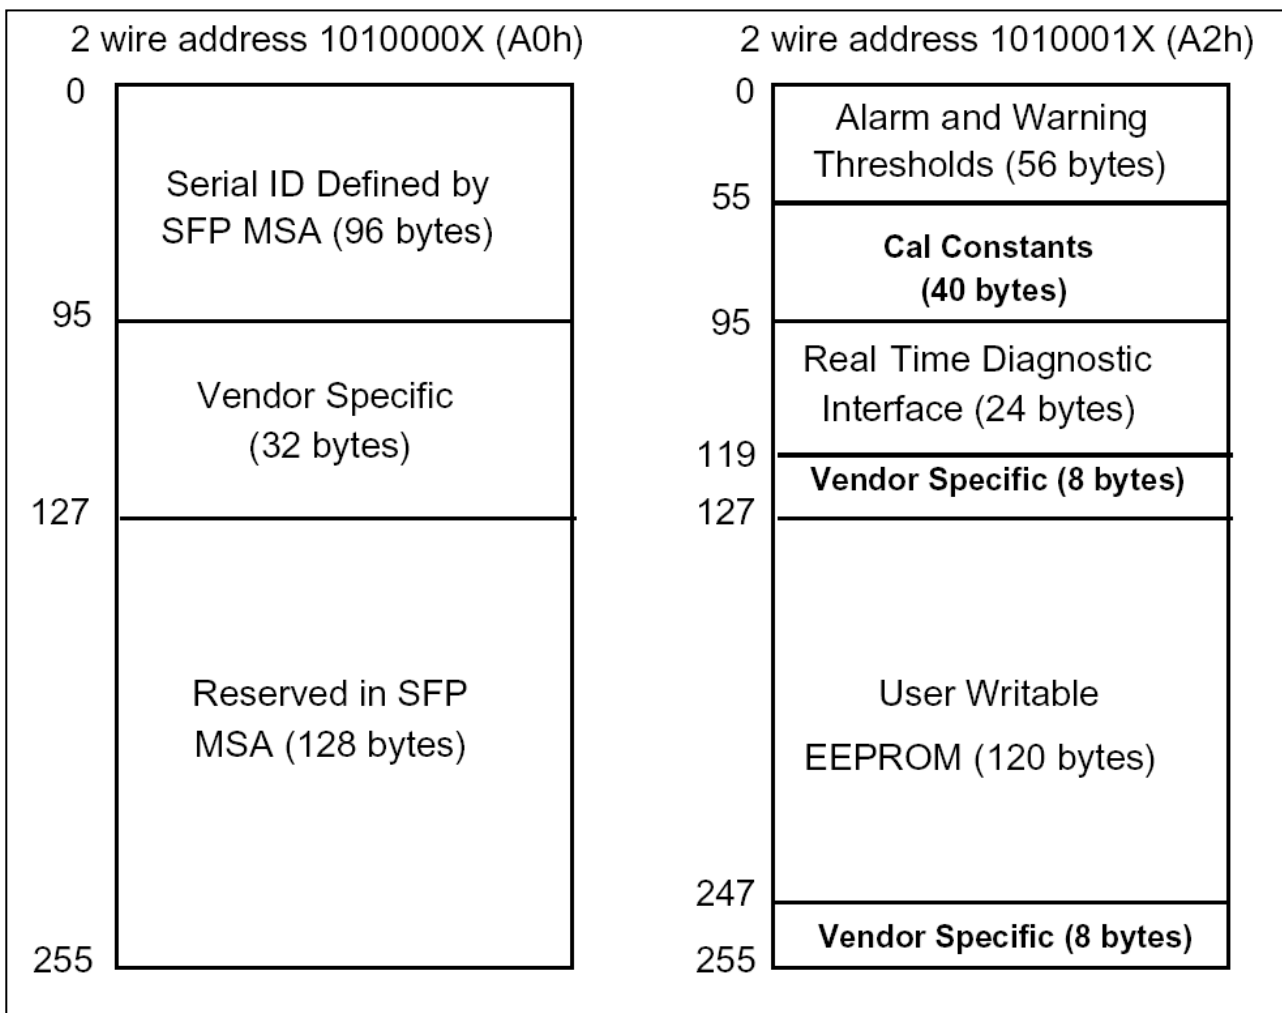 2 wire address 1010000X (A0h)
0
Serial ID Defined by
SFP MSA (96 bytes)
95
Vendor Specific
(32 bytes)
127
Reserved in SFP
MSA (128 bytes)
255
2 wire address 1010001X (A2h)
0
Alarm and Warning
Thresholds (56 bytes)
55
Cal Constants
(40 bytes)
95
Real Time Diagnostic
Interface (24 bytes)
119
Vendor Specific (8 bytes)
127
User Writable
EEPROM (120 bytes)
247
Vendor Specific (8 bytes)
255